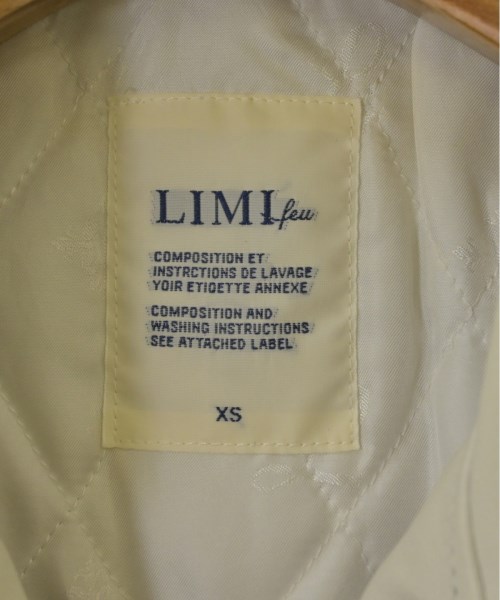 LIMI feu
COMPOSITION ET
INSTRCTIONS DE LAVAGE
YOIR ETIQETTE ANNEXE
COMPOSITION AND
WASHING INSTRUCTIONS
SEE ATTACHED LABEL
XS